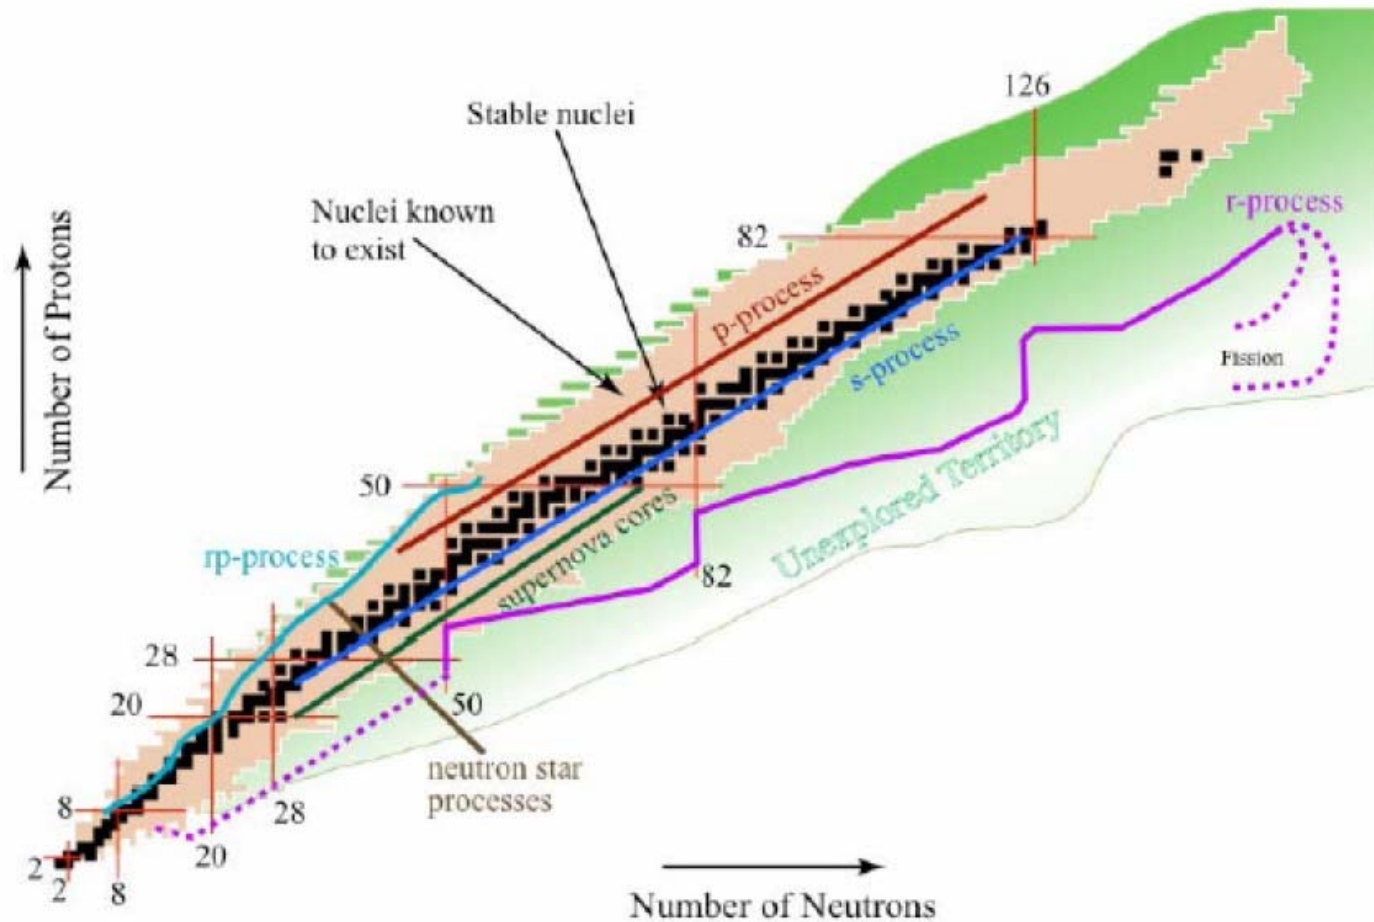 126
Stable nuclei
Nuclei known
to exist
r-process
82
p-process
s-process
Number of Protons
Fission
50
supernova cores
Unexplored Territory
rp-process
82
28
20
50
neutron star
processes
8
28
20
2
2
8
Number of Neutrons